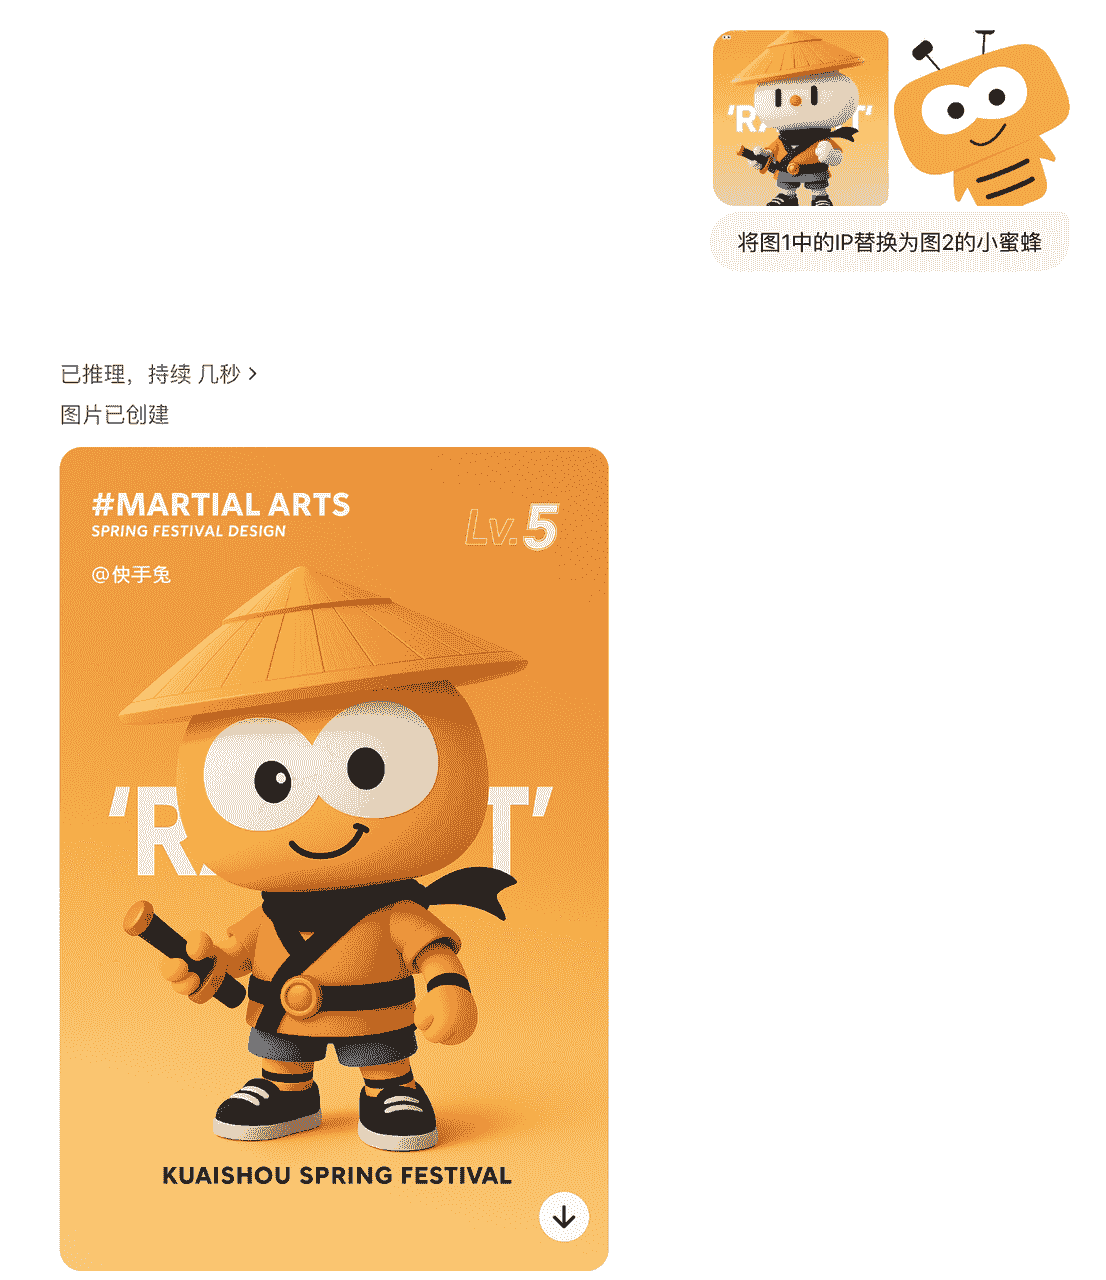 'RA T'
将图1中的IP替换为图2的小蜜蜂
已推理，持续 几秒 >
图片已创建
#MARTIAL ARTS
SPRING FESTIVAL DESIGN
Lv.5
@快手兔
'R T'
KUAISHOU SPRING FESTIVAL